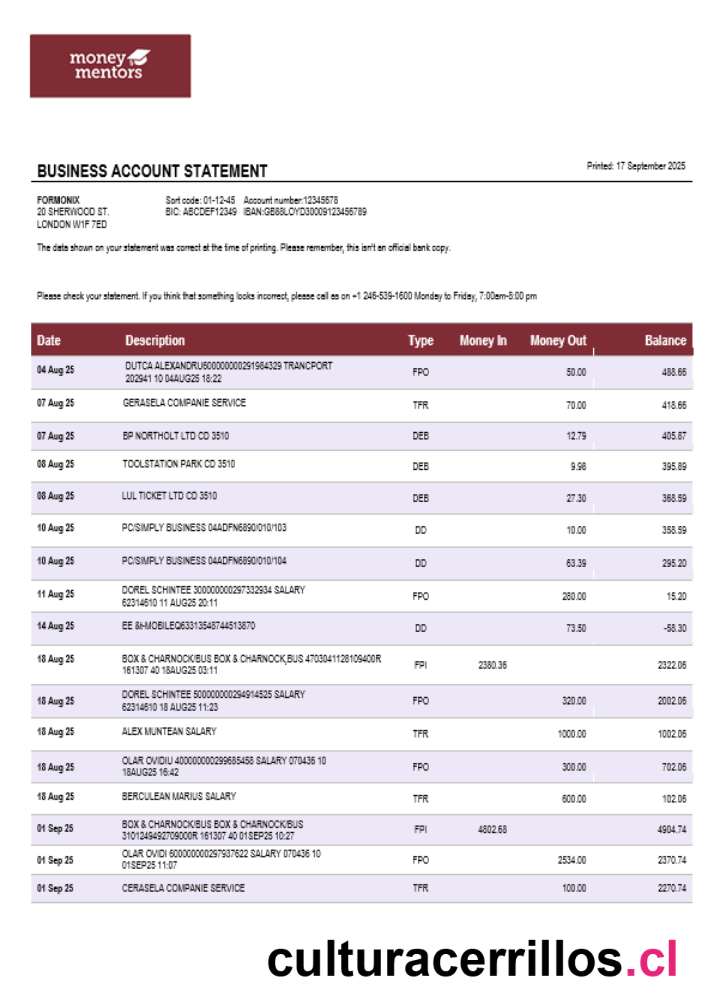 money
mentors
BUSINESS ACCOUNT STATEMENT
Printed: 17 September 2025
FORMONIX
20 SHERWOOD ST.
LONDON W1F 7ED
Sort code: 01-12-45 Account number:12345678
BIC: ABCDEF12349 IBAN:GB88LOYD30009123456789
The data shown on your statement was correct at the time of printing. Please remember, this isn't an official bank copy.
Please check your statement. If you think that something looks incorrect, please call as on +1 246-539-1600 Monday to Friday, 7:00am-8:00 pm
Date Description Type Money In Money Out Balance
04 Aug 25 DUTCA ALEXANDRU600000000291984329 TRANCPORT
202941 10 04AUG25 18:22 FPO 50.00 488.66
07 Aug 25 GERASELA COMPANIE SERVICE TFR 70.00 418.66
07 Aug 25 BP NORTHOLT LTD CD 3510 DEB 12.79 405.87
08 Aug 25 TOOLSTATION PARK CD 3510 DEB 9.98 395.89
08 Aug 25 LUL TICKET LTD CD 3510 DEB 27.30 368.59
10 Aug 25 PC/SIMPLY BUSINESS 04ADFN6890/010/103 DD 10.00 358.59
10 Aug 25 PC/SIMPLY BUSINESS 04ADFN6890/010/104 DD 63.39 295.20
11 Aug 25 DOREL SCHINTEE 300000000297332934 SALARY
62314610 11 AUG25 20:11 FPO 280.00 15.20
14 Aug 25 EE &t-MOBILEQ63313548744513870 DD 73.50 -58.30
18 Aug 25 BOX & CHARNOCK/BUS BOX & CHARNOCK,BUS 4703041128109400R
161307 40 18AUG25 03:11 FPI 2380.36 2322.06
18 Aug 25 DOREL SCHINTEE 500000000294914525 SALARY
62314610 18 AUG25 11:23 FPO 320.00 2002.06
18 Aug 25 ALEX MUNTEAN SALARY TFR 1000.00 1002.06
18 Aug 25 OLAR OVIDIU 400000000299685458 SALARY 070436 10
18AUG25 16:42 FPO 300.00 702.06
18 Aug 25 BERCULEAN MARIUS SALARY TFR 600.00 102.06
01 Sep 25 BOX & CHARNOCK/BUS BOX & CHARNOCK/BUS
3101249492709000R 161307 40 01SEP25 10:27 FPI 4802.68 4904.74
01 Sep 25 OLAR OVIDI 600000000297937622 SALARY 070436 10
01SEP25 11:07 FPO 2534.00 2370.74
01 Sep 25 CERASELA COMPANIE SERVICE TFR 100.00 2270.74
culturacerrillos.cl